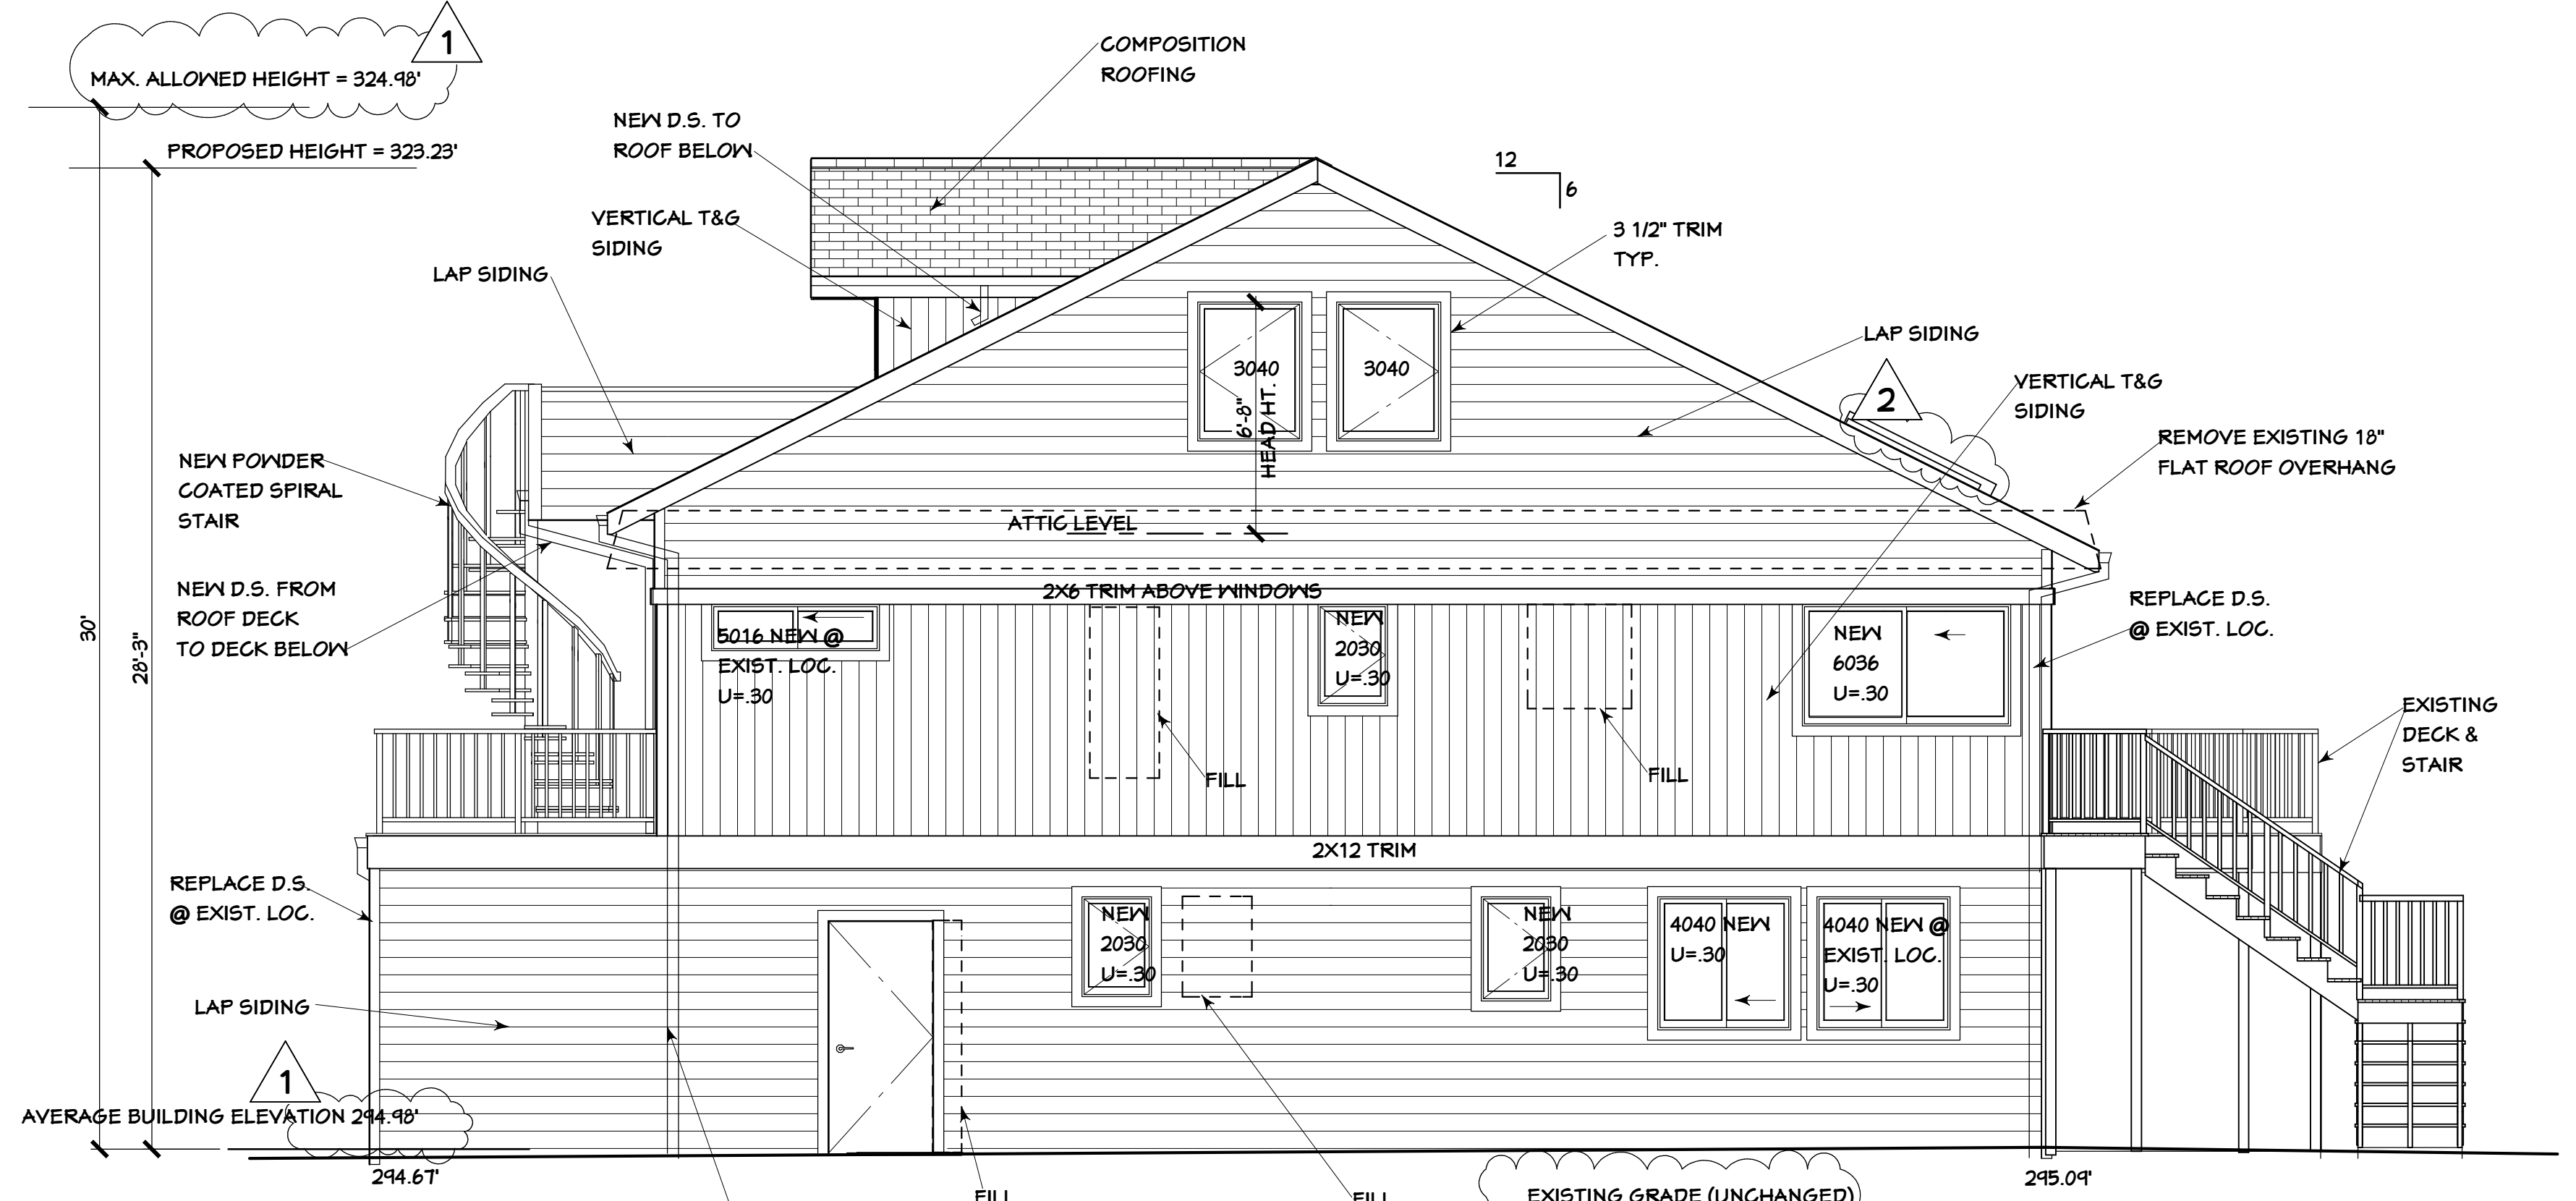 1
MAX. ALLOWED HEIGHT = 324.98'
PROPOSED HEIGHT = 323.23'
COMPOSITION
ROOFING
NEW D.S. TO
ROOF BELOW
12
6
VERTICAL T&G
SIDING
3 1/2" TRIM
TYP.
LAP SIDING
LAP SIDING
3040
3040
6'-8"
HEAD HT.
2
VERTICAL T&G
SIDING
REMOVE EXISTING 18"
FLAT ROOF OVERHANG
NEW POWDER
COATED SPIRAL
STAIR
ATTIC LEVEL
NEW D.S. FROM
ROOF DECK
TO DECK BELOW
2X6 TRIM ABOVE WINDOWS
REPLACE D.S.
@ EXIST. LOC.
30'
28'-3"
5016 NEW @
EXIST. LOC.
U=.30
NEW
2030
U=.30
NEW
6036
U=.30
EXISTING
DECK &
STAIR
FILL
FILL
2X12 TRIM
REPLACE D.S.
@ EXIST. LOC.
NEW
2030
U=.30
NEW
2030
U=.30
4040 NEW
U=.30
4040 NEW @
EXIST. LOC.
U=.30
LAP SIDING
1
AVERAGE BUILDING ELEVATION 294.98'
294.67'
295.09'
FILL
FILL
EXISTING GRADE (UNCHANGED)